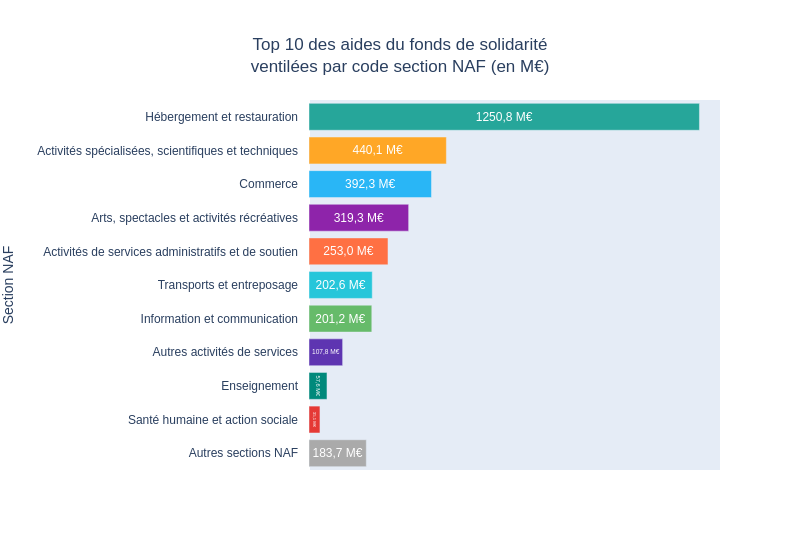 Top 10 des aides du fonds de solidarité
ventilées par code section NAF (en M€)
Section NAF
Hébergement et restauration
1250,8 M€
Activités spécialisées, scientifiques et techniques
440,1 M€
Commerce
392,3 M€
Arts, spectacles et activités récréatives
319,3 M€
Activités de services administratifs et de soutien
253,0 M€
Transports et entreposage
202,6 M€
Information et communication
201,2 M€
Autres activités de services
107,8 M€
Enseignement
57,6 M€
Santé humaine et action sociale
Autres sections NAF
183,7 M€